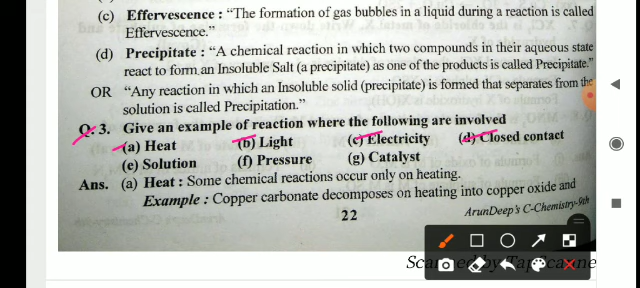 (c) Effervescence : “The formation of gas bubbles in a liquid during a reaction is called
Effervescence.”
(d) Precipitate : “A chemical reaction in which two compounds in their aqueous state
react to form an Insoluble Salt (a precipitate) as one of the products is called Precipitate.”
OR “Any reaction in which an Insoluble solid (precipitate) is formed that separates from the
solution is called Precipitation.”
Q. 3. Give an example of reaction where the following are involved
(a) Heat (b) Light (c) Electricity (d) Closed contact
(e) Solution (f) Pressure (g) Catalyst
Ans. (a) Heat : Some chemical reactions occur only on heating.
Example : Copper carbonate decomposes on heating into copper oxide and
22 ArunDeep's C-Chemistry-9th